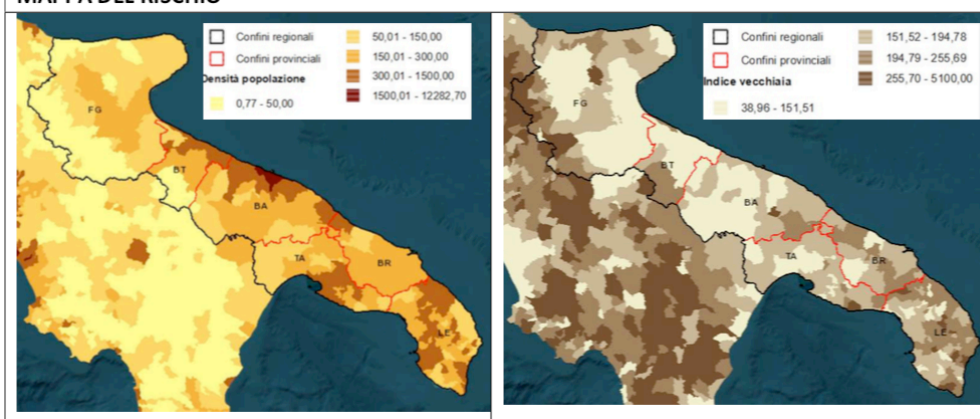 MAPPA DEL RISCHIO
Confini regionali
Confini provinciali
Densità popolazione
0,77 - 50,00
50,01 - 150,00
150,01 - 300,00
300,01 - 1500,00
1500,01 - 12282,70
FG
BT
BA
TA
BR
LE
Confini regionali
Confini provinciali
Indice vecchiaia
38,96 - 151,51
151,52 - 194,78
194,79 - 255,69
255,70 - 5100,00
FG
BT
BA
TA
BR
LE